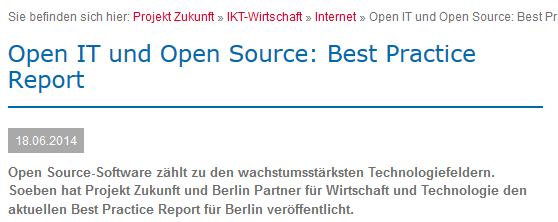 Sie befinden sich hier: Projekt Zukunft » IKT-Wirtschaft » Internet » Open IT und Open Source: Best Pr
Open IT und Open Source: Best Practice
Report
18.06.2014
Open Source-Software zählt zu den wachstumsstärksten Technologiefeldern.
Soeben hat Projekt Zukunft und Berlin Partner für Wirtschaft und Technologie den
aktuellen Best Practice Report für Berlin veröffentlicht.